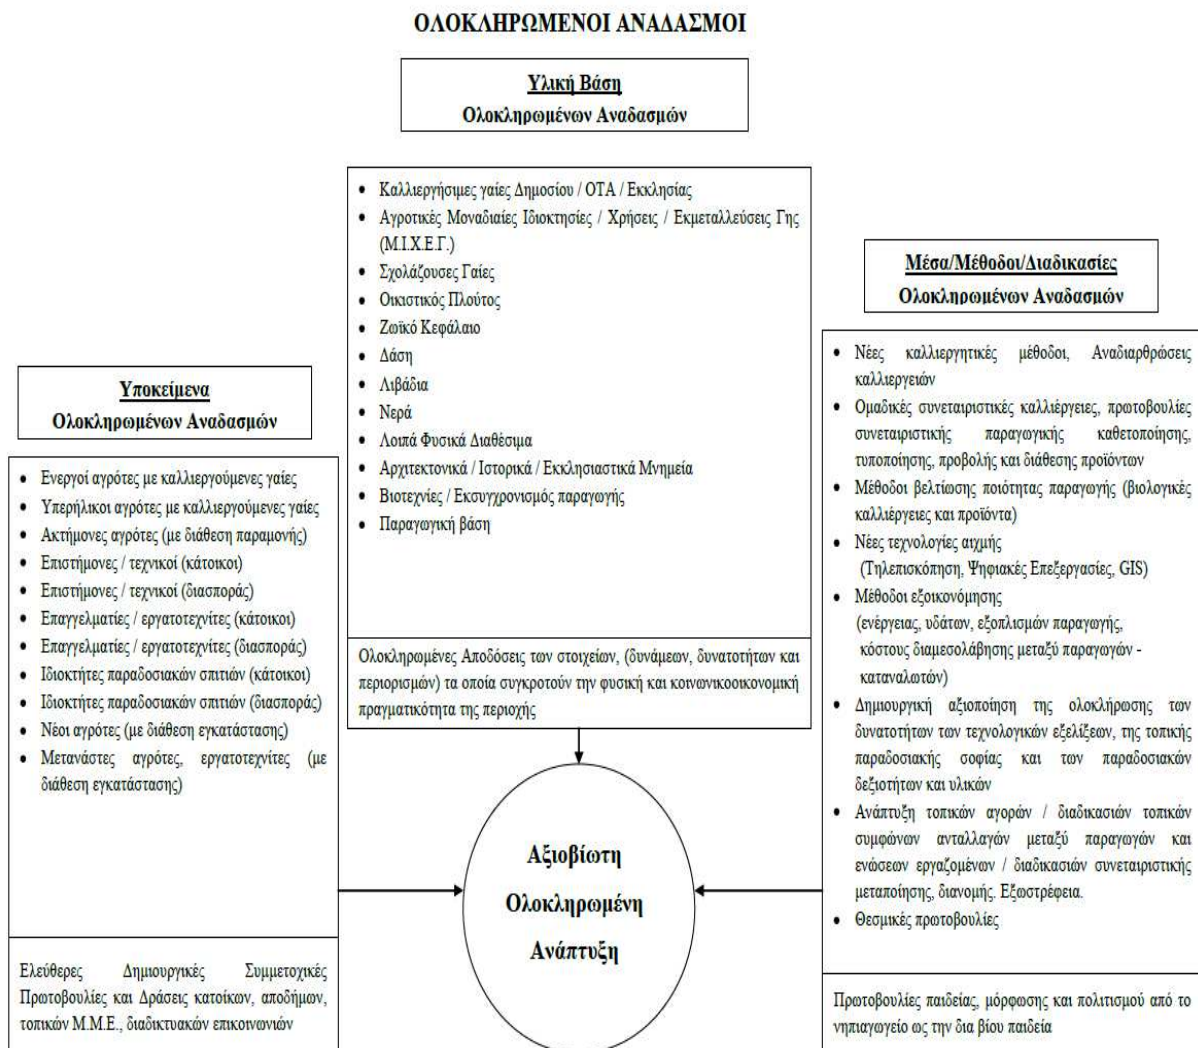 ΟΛΟΚΛΗΡΩΜΕΝΟΙ ΑΝΑΔΑΣΜΟΙ
Υλική Βάση
Ολοκληρωμένων Αναδασμών
• Καλλιεργήσιμες γαίες Δημοσίου / ΟΤΑ / Εκκλησίας
• Αγροτικές Μοναδιαίες Ιδιοκτησίες / Χρήσεις / Εκμεταλλεύσεις Γης
(Μ.Ι.Χ.Ε.Γ.)
• Σχολάζουσες Γαίες
• Οικιστικός Πλούτος
• Ζωϊκό Κεφάλαιο
• Δάση
• Λιβάδια
• Νερά
• Λοιπά Φυσικά Διαθέσιμα
• Αρχιτεκτονικά / Ιστορικά / Εκκλησιαστικά Μνημεία
• Βιοτεχνίες / Εκσυγχρονισμός παραγωγής
• Παραγωγική βάση
Ολοκληρωμένες Αποδόσεις των στοιχείων, (δυνάμεων, δυνατοτήτων και
περιορισμών) τα οποία συγκροτούν την φυσική και κοινωνικοοικονομική
πραγματικότητα της περιοχής
Υποκείμενα
Ολοκληρωμένων Αναδασμών
• Ενεργοί αγρότες με καλλιεργούμενες γαίες
• Υπερήλικοι αγρότες με καλλιεργούμενες γαίες
• Ακτήμονες αγρότες (με διάθεση παραμονής)
• Επιστήμονες / τεχνικοί (κάτοικοι)
• Επιστήμονες / τεχνικοί (διασποράς)
• Επαγγελματίες / εργατοτεχνίτες (κάτοικοι)
• Επαγγελματίες / εργατοτεχνίτες (διασποράς)
• Ιδιοκτήτες παραδοσιακών σπιτιών (κάτοικοι)
• Ιδιοκτήτες παραδοσιακών σπιτιών (διασποράς)
• Νέοι αγρότες (με διάθεση εγκατάστασης)
• Μετανάστες αγρότες, εργατοτεχνίτες (με
διάθεση εγκατάστασης)
Ελεύθερες Δημιουργικές Συμμετοχικές
Πρωτοβουλίες και Δράσεις κατοίκων, αποδήμων,
τοπικών Μ.Μ.Ε., διαδικτυακών επικοινωνιών
Μέσα/Μέθοδοι/Διαδικασίες
Ολοκληρωμένων Αναδασμών
• Νέες καλλιεργητικές μέθοδοι, Αναδιαρθρώσεις
καλλιεργειών
• Ομαδικές συνεταιριστικές καλλιέργειες, πρωτοβουλίες
συνεταιριστικής παραγωγικής καθετοποίησης,
τυποποίησης, προβολής και διάθεσης προϊόντων
• Μέθοδοι βελτίωσης ποιότητας παραγωγής (βιολογικές
καλλιέργειες και προϊόντα)
• Νέες τεχνολογίες αιχμής
(Τηλεπισκόπηση, Ψηφιακές Επεξεργασίες, GIS)
• Μέθοδοι εξοικονόμησης
(ενέργειας, υδάτων, εξοπλισμών παραγωγής,
κόστους διαμεσολάβησης μεταξύ παραγωγών -
καταναλωτών)
• Δημιουργική αξιοποίηση της ολοκλήρωσης των
δυνατοτήτων των τεχνολογικών εξελίξεων, της τοπικής
παραδοσιακής σοφίας και των παραδοσιακών
δεξιοτήτων και υλικών
• Ανάπτυξη τοπικών αγορών / διαδικασιών τοπικών
συμφώνων ανταλλαγών μεταξύ παραγωγών και
ενώσεων εργαζομένων / διαδικασιών συνεταιριστικής
μεταποίησης, διανομής. Εξωστρέφεια.
• Θεσμικές πρωτοβουλίες
Πρωτοβουλίες παιδείας, μόρφωσης και πολιτισμού από το
νηπιαγωγείο ως την δια βίου παιδεία
Αξιοβίωτη
Ολοκληρωμένη
Ανάπτυξη